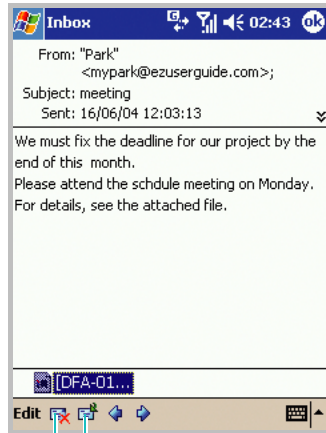 Inbox 02:43 ok
From: "Park"
<mypark@ezuserguide.com>;
Subject: meeting
Sent: 16/06/04 12:03:13
We must fix the deadline for our project by the
end of this month.
Please attend the schdule meeting on Monday.
For details, see the attached file.
[DFA-01...
Edit